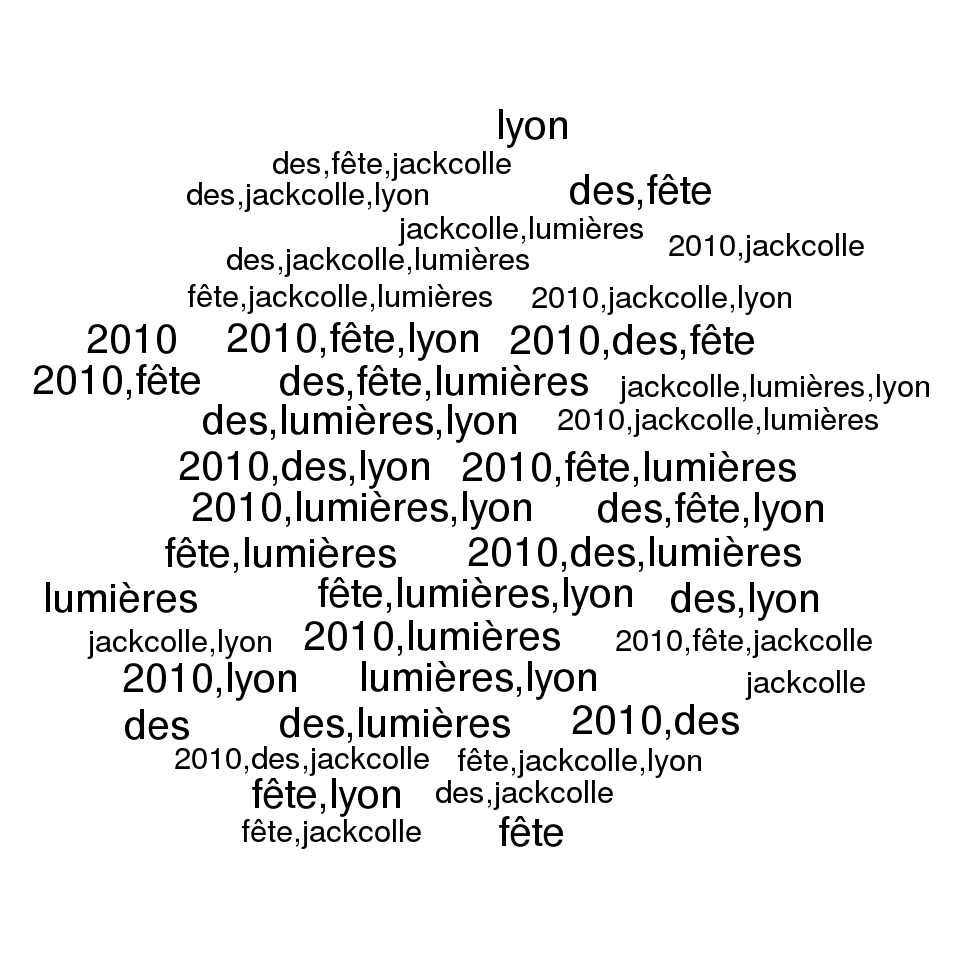 lyon
des,fête,jackcolle
des,jackcolle,lyon
des,fête
jackcolle,lumières
2010,jackcolle
des,jackcolle,lumières
fête,jackcolle,lumières
2010,jackcolle,lyon
2010
2010,fête,lyon
2010,des,fête
2010,fête
des,fête,lumières
jackcolle,lumières,lyon
des,lumières,lyon
2010,jackcolle,lumières
2010,des,lyon
2010,fête,lumières
2010,lumières,lyon
des,fête,lyon
fête,lumières
2010,des,lumières
lumières
fête,lumières,lyon
des,lyon
jackcolle,lyon
2010,lumières
2010,fête,jackcolle
2010,lyon
lumières,lyon
jackcolle
des
des,lumières
2010,des
2010,des,jackcolle
fête,jackcolle,lyon
fête,lyon
des,jackcolle
fête,jackcolle
fête